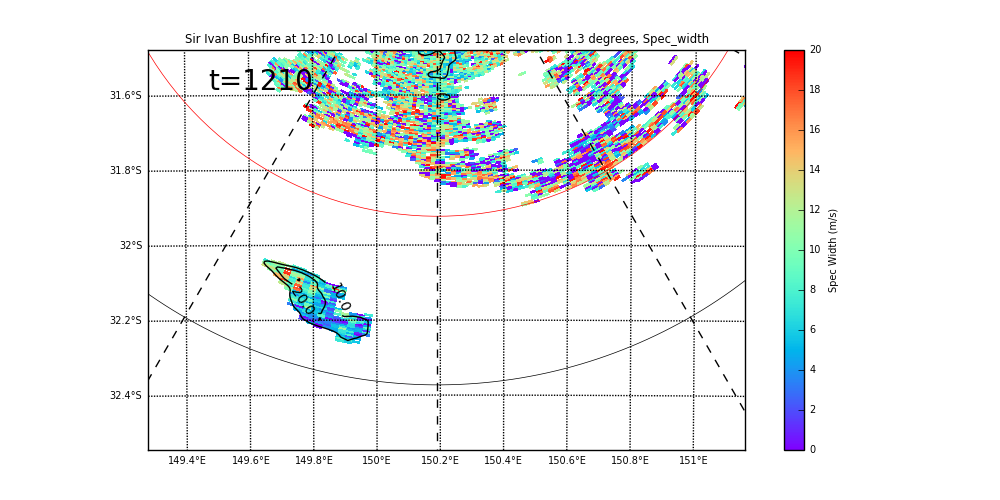 Sir Ivan Bushfire at 12:10 Local Time on 2017 02 12 at elevation 1.3 degrees, Spec_width
t=1210
31.6°S
31.8°S
32°S
32.2°S
32.4°S
149.4°E 149.6°E 149.8°E 150°E 150.2°E 150.4°E 150.6°E 150.8°E 151°E
20
18
16
14
12
10
8
6
4
2
0
Spec Width (m/s)